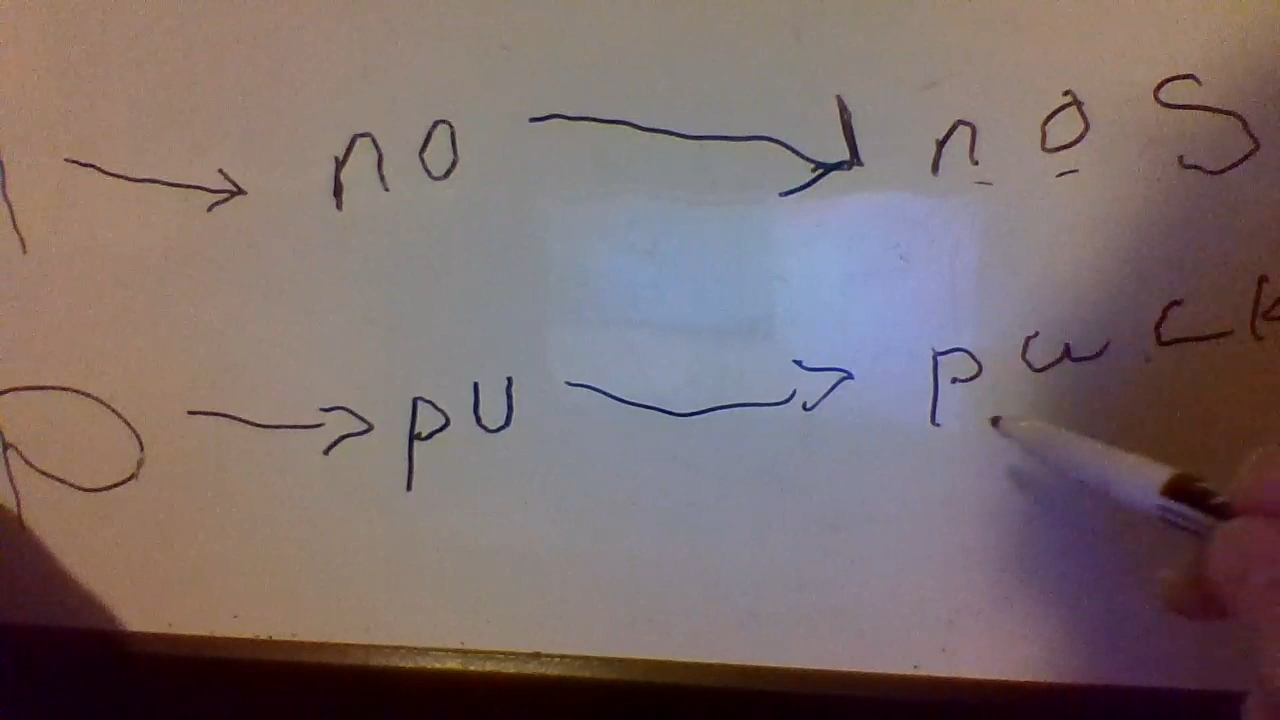 n → no → nos
p → pu → puck